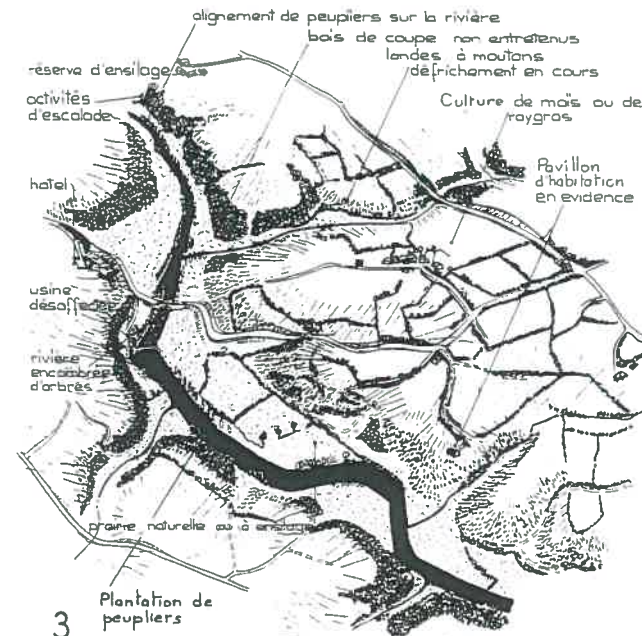 alignement de peupliers sur la rivière
bois de coupe non entretenus
landes à moutons
défrichement en cours
réserve d'ensilage
activités
d'escalade
Culture de maïs ou de
raygras
Pavillon
d'habitation
en evidence
hotel
usine
désaffectée
rivière
encombrée
d'arbres
prairie naturelle ou à ensilage
Plantation de
peupliers
3